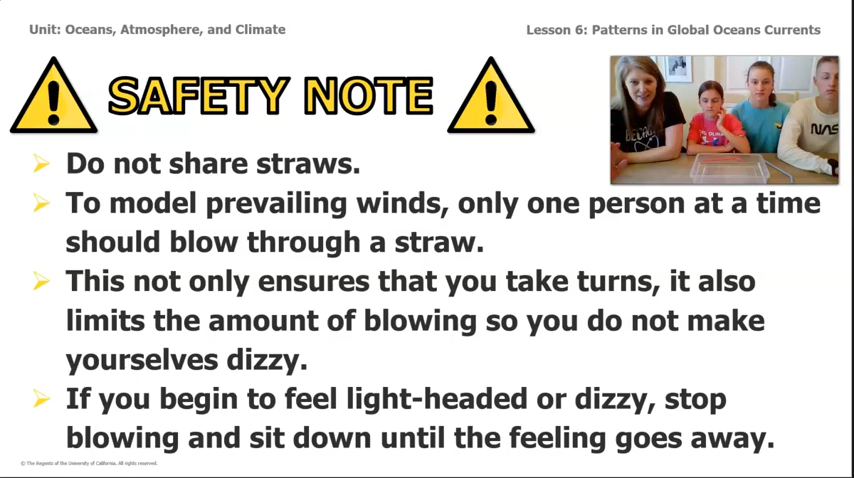 Unit: Oceans, Atmosphere, and Climate
Lesson 6: Patterns in Global Oceans Currents
SAFETY NOTE
Do not share straws.
To model prevailing winds, only one person at a time
should blow through a straw.
This not only ensures that you take turns, it also
limits the amount of blowing so you do not make
yourselves dizzy.
If you begin to feel light-headed or dizzy, stop
blowing and sit down until the feeling goes away.
© The Regents of the University of California. All rights reserved.